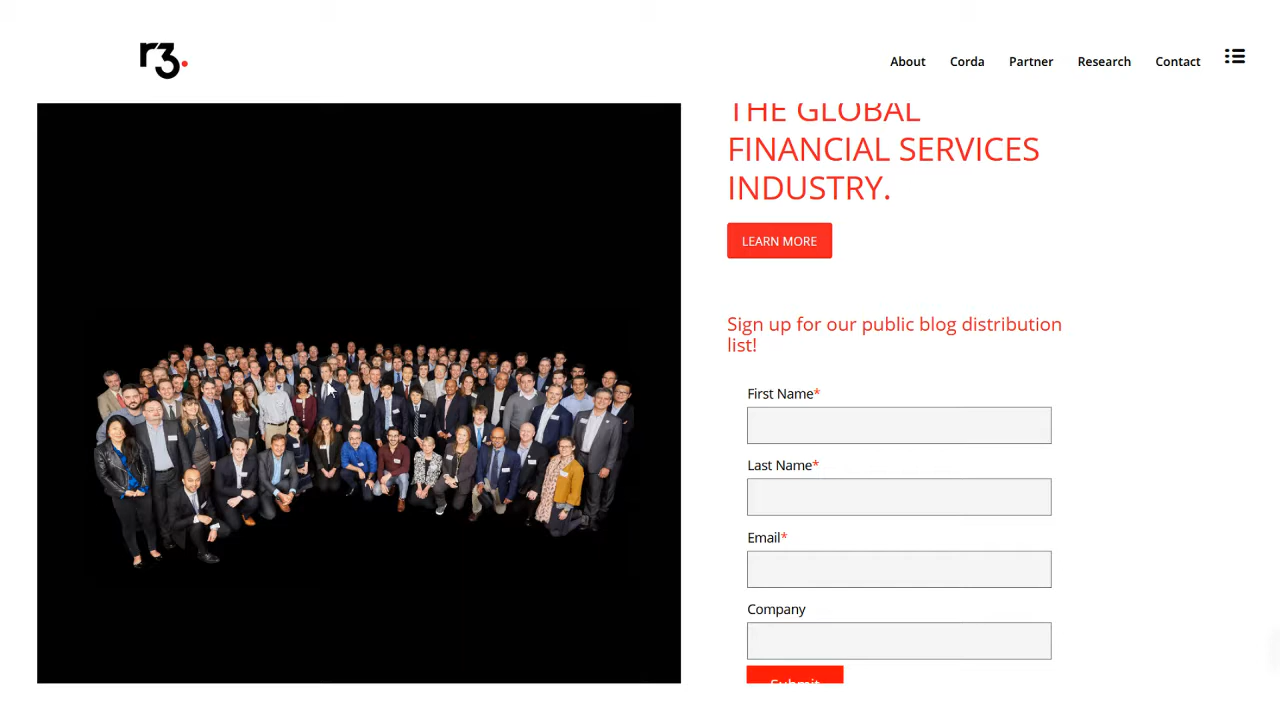 r3.
About Corda Partner Research Contact
THE GLOBAL
FINANCIAL SERVICES
INDUSTRY.
LEARN MORE
Sign up for our public blog distribution
list!
First Name*
Last Name*
Email*
Company
Submit